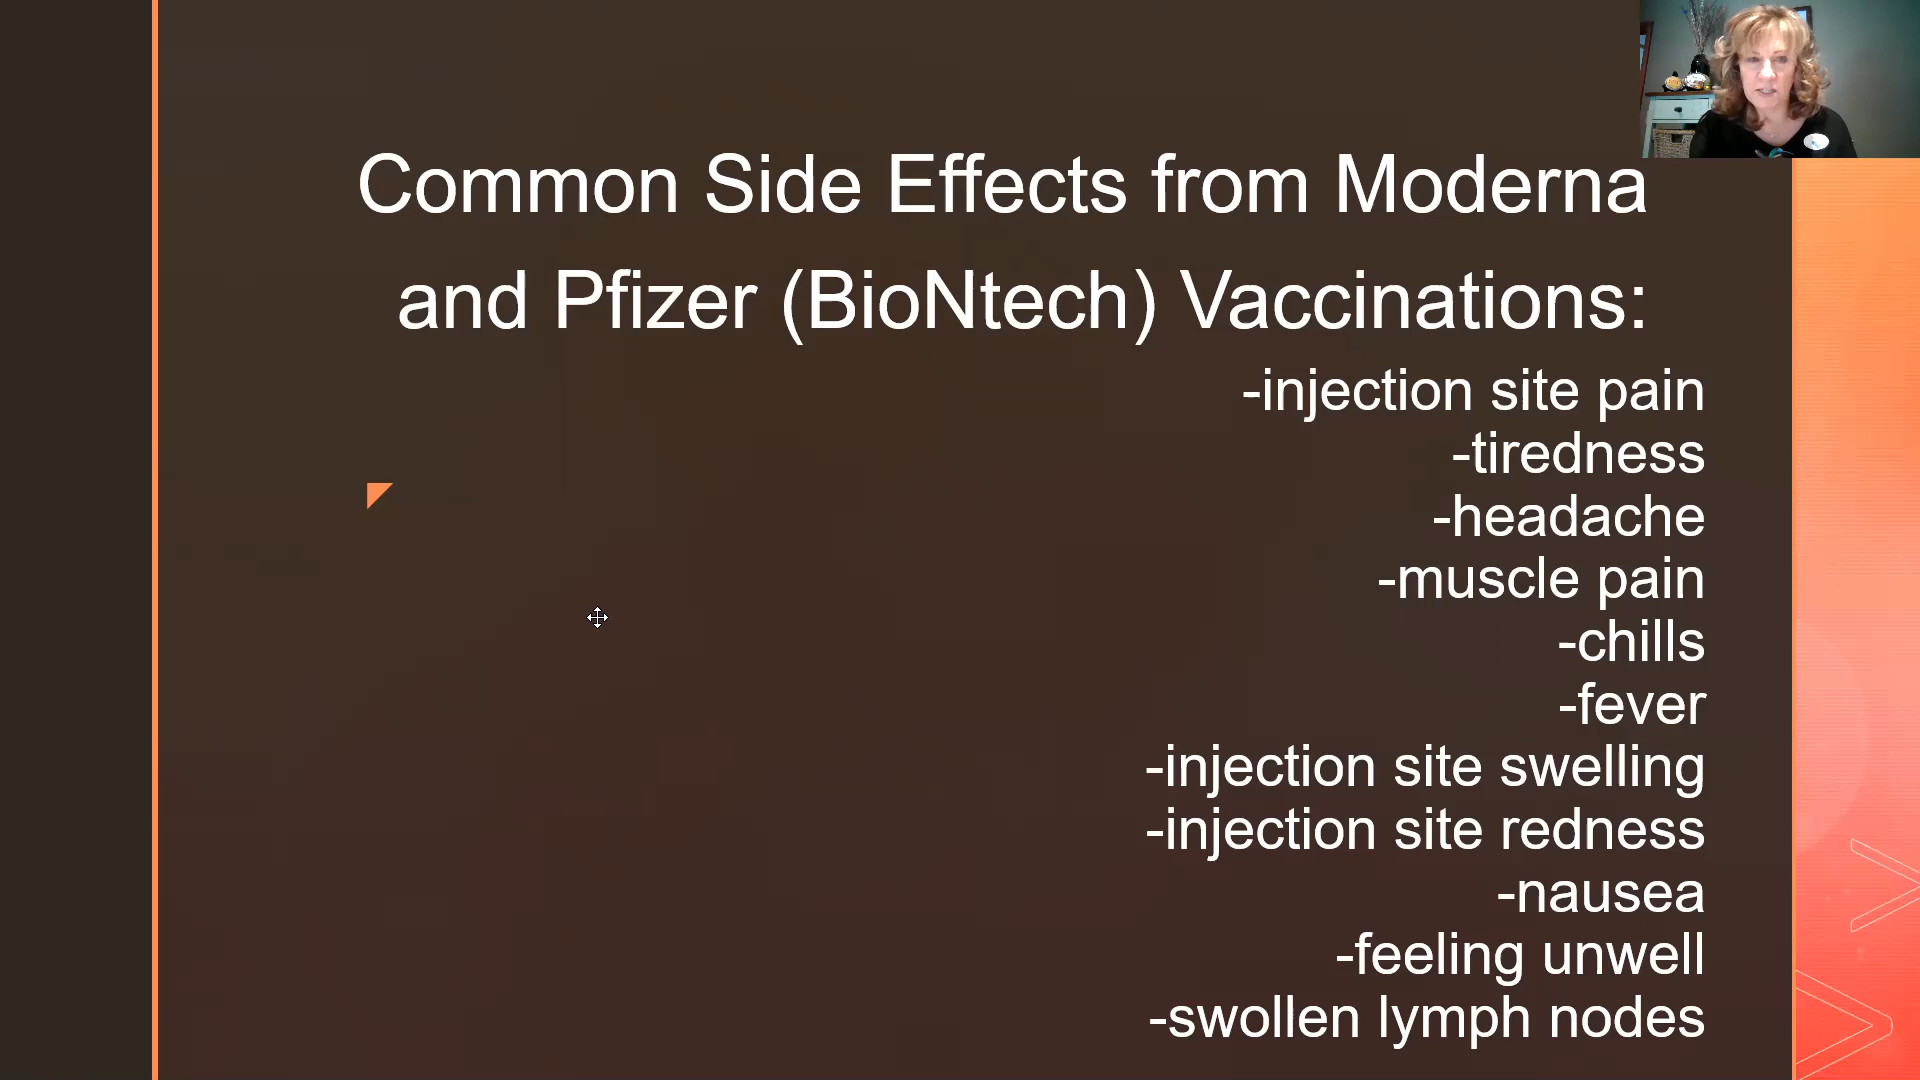 Common Side Effects from Moderna
and Pfizer (BioNtech) Vaccinations:
-injection site pain
-tiredness
-headache
-muscle pain
-chills
-fever
-injection site swelling
-injection site redness
-nausea
-feeling unwell
-swollen lymph nodes